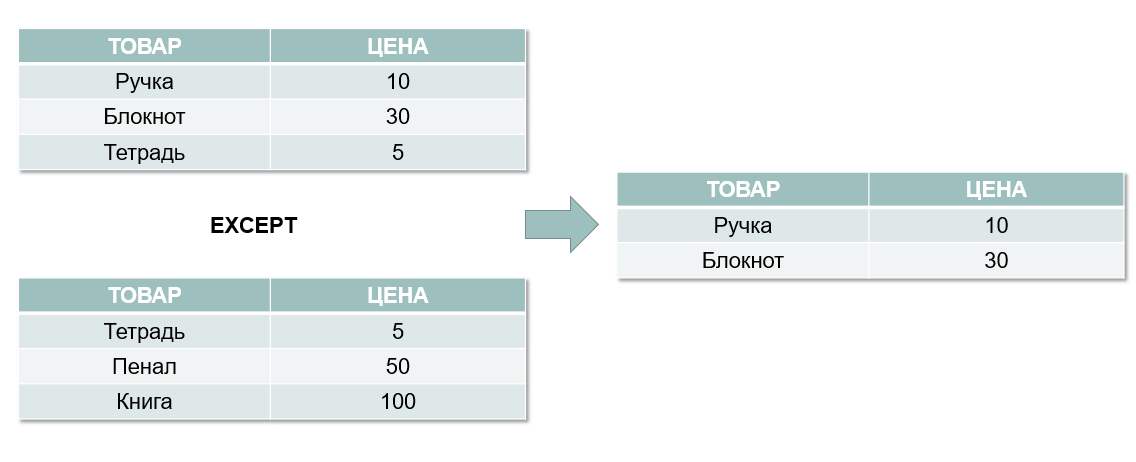 ТОВАР ЦЕНА
Ручка 10
Блокнот 30
Тетрадь 5
EXCEPT
ТОВАР ЦЕНА
Тетрадь 5
Пенал 50
Книга 100
ТОВАР ЦЕНА
Ручка 10
Блокнот 30